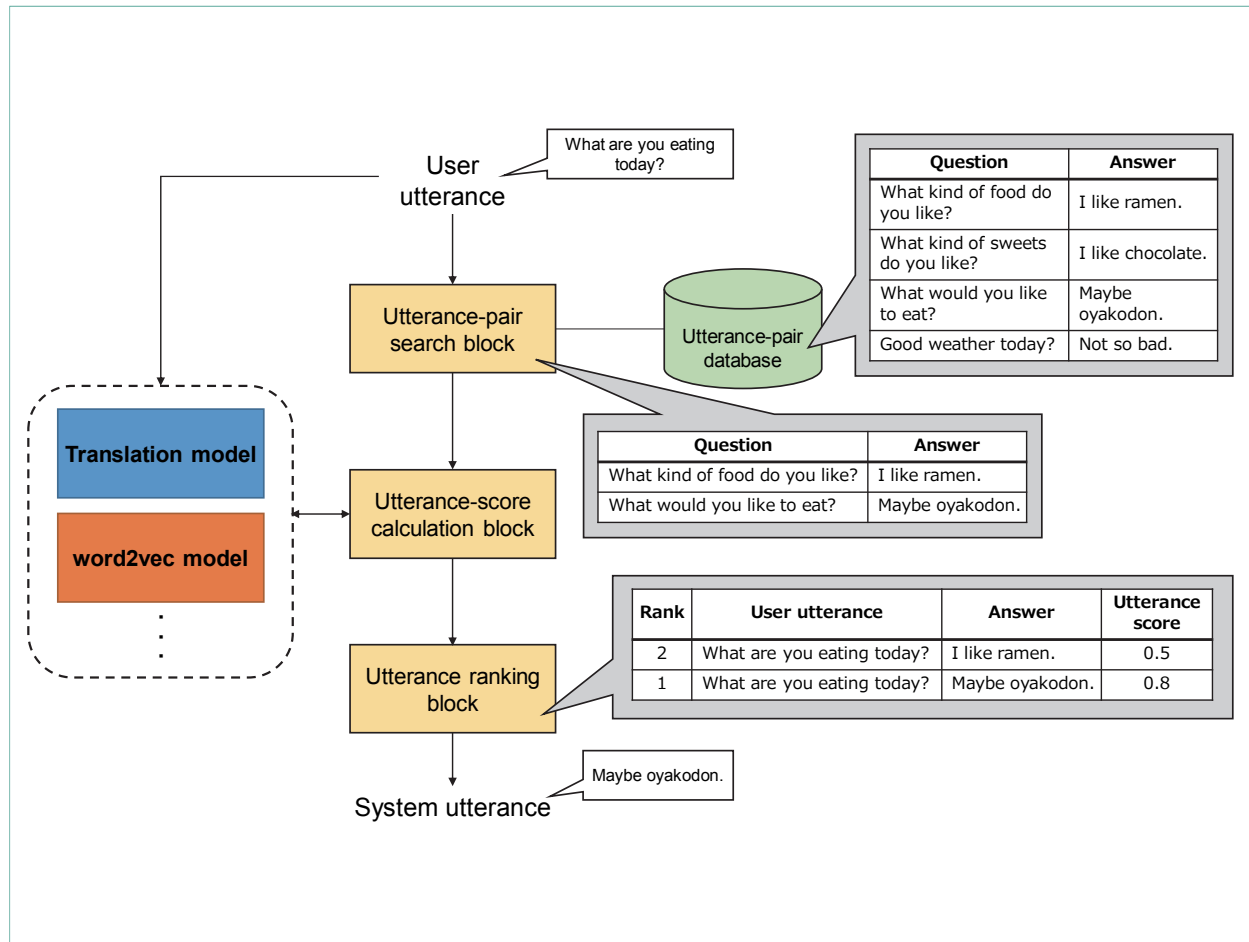 What are you eating
today?
User
utterance
Question Answer
What kind of food do
you like?
I like ramen.
What kind of sweets
do you like?
I like chocolate.
What would you like
to eat?
Maybe
oyakodon.
Good weather today? Not so bad.
Utterance-pair
search block
Utterance-pair
database
Question Answer
What kind of food do you like? I like ramen.
What would you like to eat? Maybe oyakodon.
Translation model
word2vec model
Utterance-score
calculation block
Rank User utterance Answer Utterance
score
2 What are you eating today? I like ramen. 0.5
1 What are you eating today? Maybe oyakodon. 0.8
Utterance ranking
block
Maybe oyakodon.
System utterance